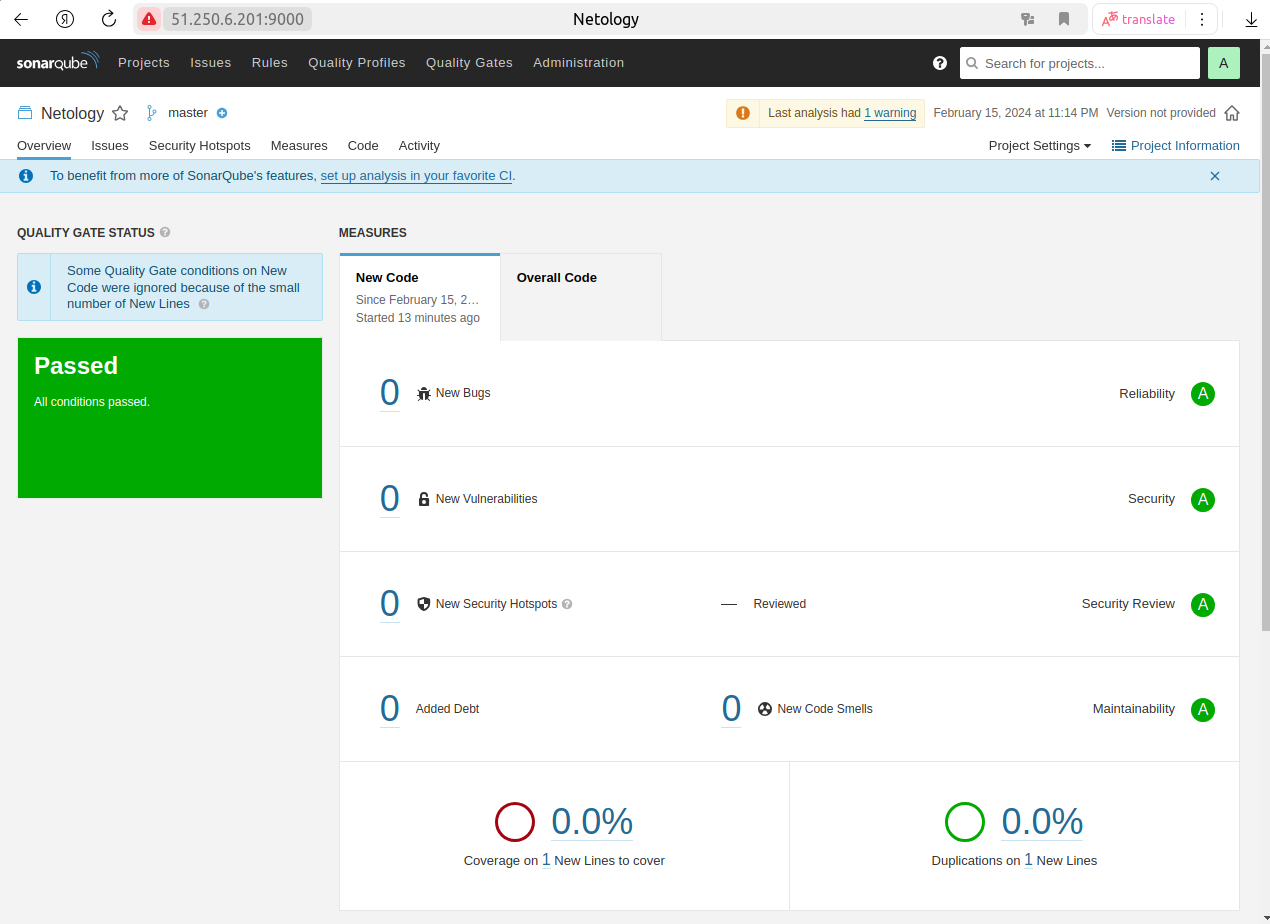 51.250.6.201:9000
Netology
translate
sonarqube
Projects
Issues
Rules
Quality Profiles
Quality Gates
Administration
Search for projects...
A
Netology
master
Last analysis had 1 warning
February 15, 2024 at 11:14 PM
Version not provided
Overview
Issues
Security Hotspots
Measures
Code
Activity
Project Settings
Project Information
To benefit from more of SonarQube's features, set up analysis in your favorite CI.
QUALITY GATE STATUS
MEASURES
Some Quality Gate conditions on New
Code were ignored because of the small
number of New Lines
Passed
All conditions passed.
New Code
Since February 15, 2…
Started 13 minutes ago
Overall Code
0 New Bugs
Reliability A
0 New Vulnerabilities
Security A
0 New Security Hotspots
— Reviewed
Security Review A
0 Added Debt
0 New Code Smells
Maintainability A
0.0%
Coverage on 1 New Lines to cover
0.0%
Duplications on 1 New Lines